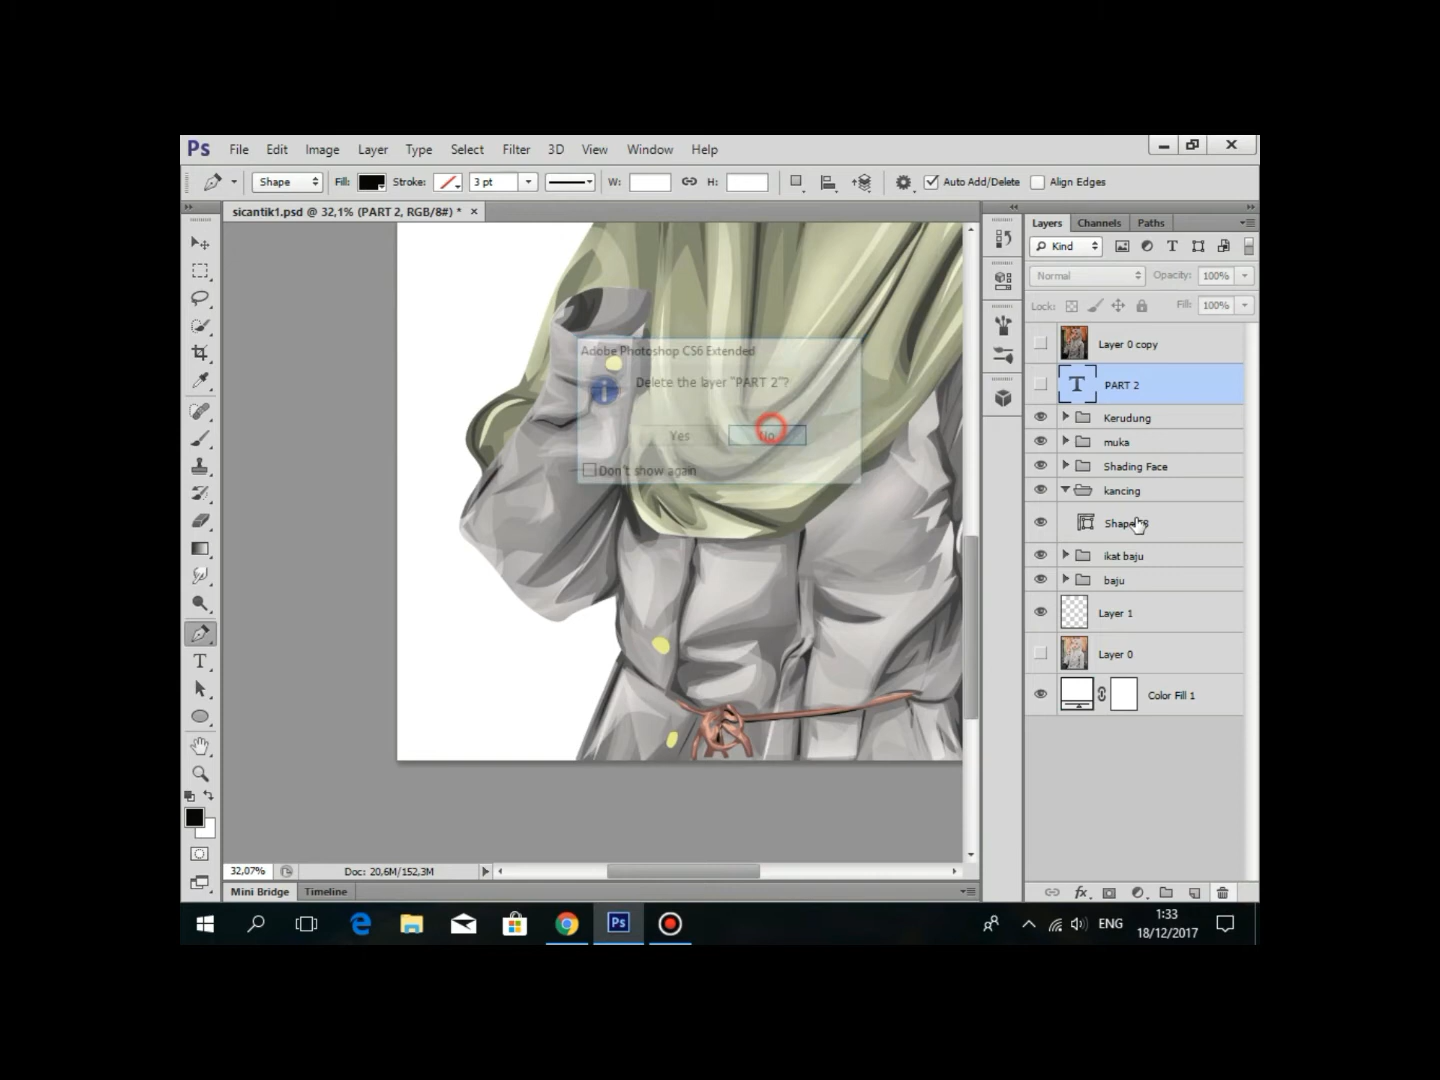 Ps File Edit Image Layer Type Select Filter 3D View Window Help
Shape Fill: Stroke: 3 pt W: H: Auto Add/Delete Align Edges
sicantik1.psd @ 32,1% (PART 2, RGB/8#) * ×
Layers Channels Paths
Kind T
Normal Opacity: 100%
Lock: Fill: 100%
Layer 0 copy
T PART 2
Kerudung
muka
Shading Face
kancing
ikat baju
baju
Layer 1
Layer 0
Color Fill 1
Adobe Photoshop CS6 Extended
Delete the layer "PART 2"?
Yes No
Don't show again
32,07% Doc: 20,6M/152,3M
Mini Bridge Timeline
fx
Ps ENG 1:33
18/12/2017